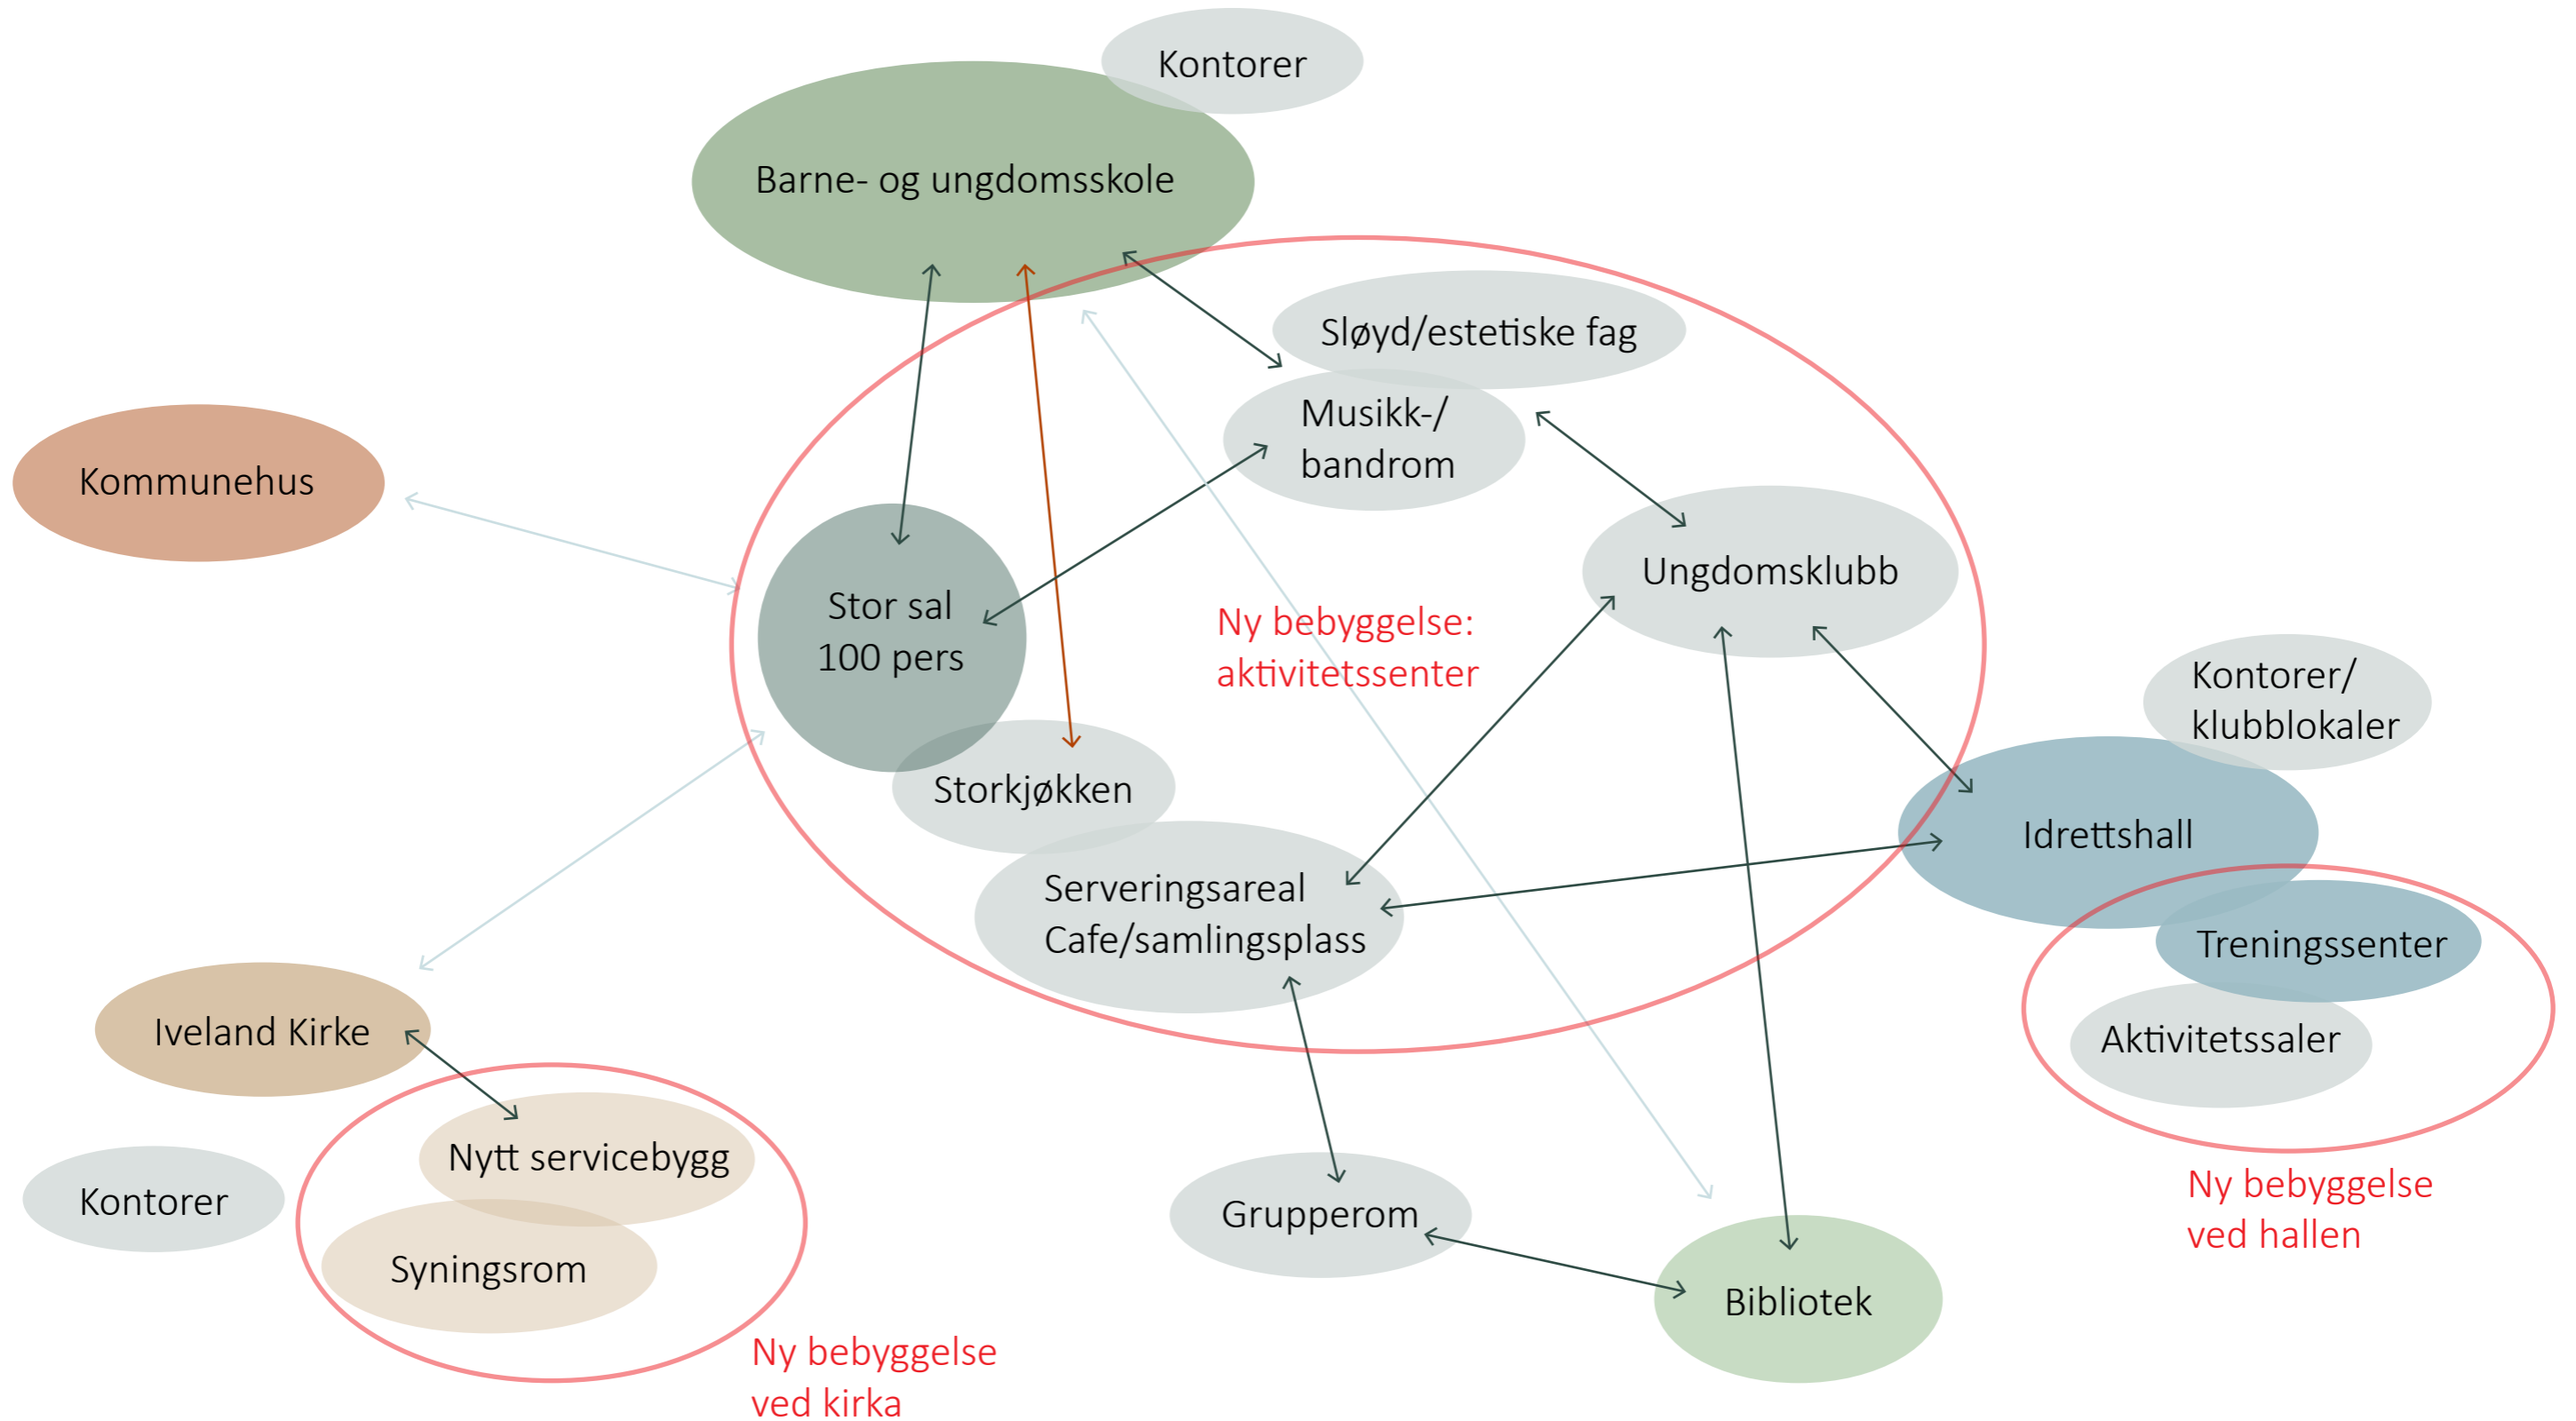 Kontorer
Barne- og ungdomsskole
Sløyd/estetiske fag
Musikk-/
bandrom
Kommunehus
Ungdomsklubb
Stor sal
100 pers
Ny bebyggelse:
aktivitetssenter
Kontorer/
klubblokaler
Storkjøkken
Idrettshall
Serveringsareal
Cafe/samlingsplass
Treningssenter
Iveland Kirke
Aktivitetssaler
Nytt servicebygg
Kontorer
Grupperom
Ny bebyggelse
ved hallen
Syningsrom
Bibliotek
Ny bebyggelse
ved kirka